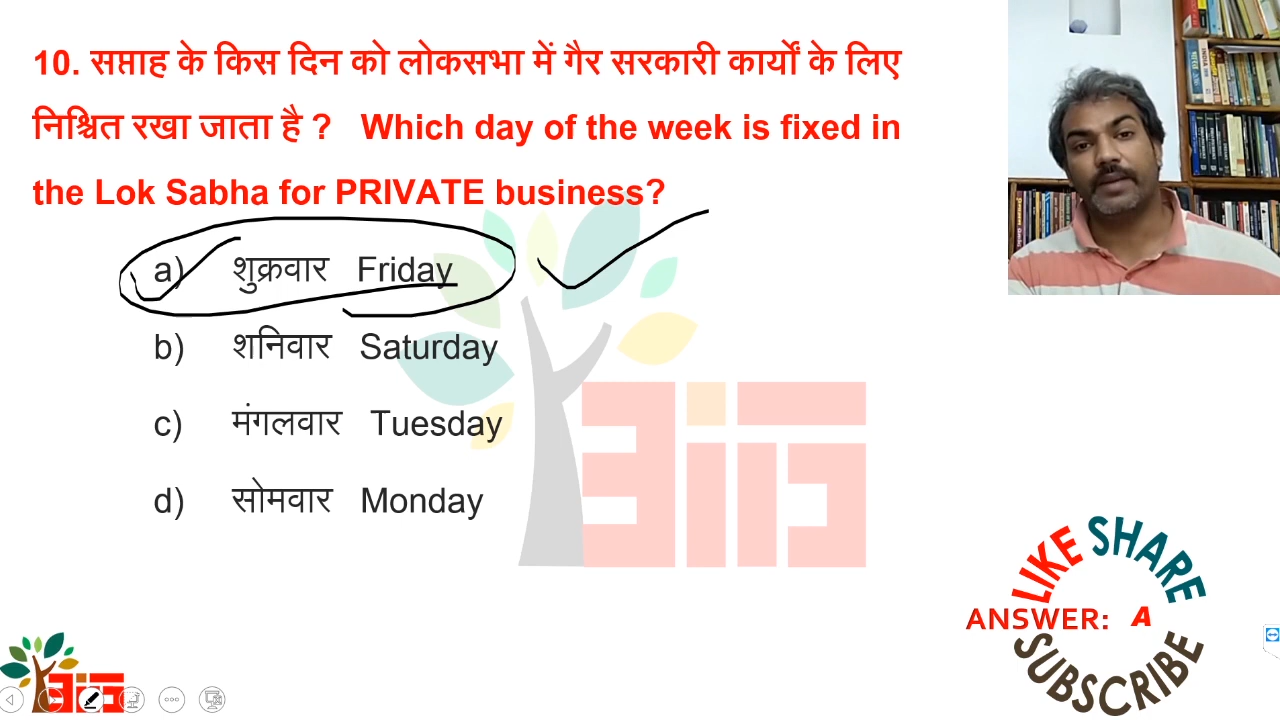 10. सप्ताह के किस दिन को लोकसभा में गैर सरकारी कार्यों के लिए
निश्चित रखा जाता है ? Which day of the week is fixed in
the Lok Sabha for PRIVATE business?
a) शुक्रवार Friday
b) शनिवार Saturday
c) मंगलवार Tuesday
d) सोमवार Monday
LIKE SHARE
ANSWER: A
SUBSCRIBE